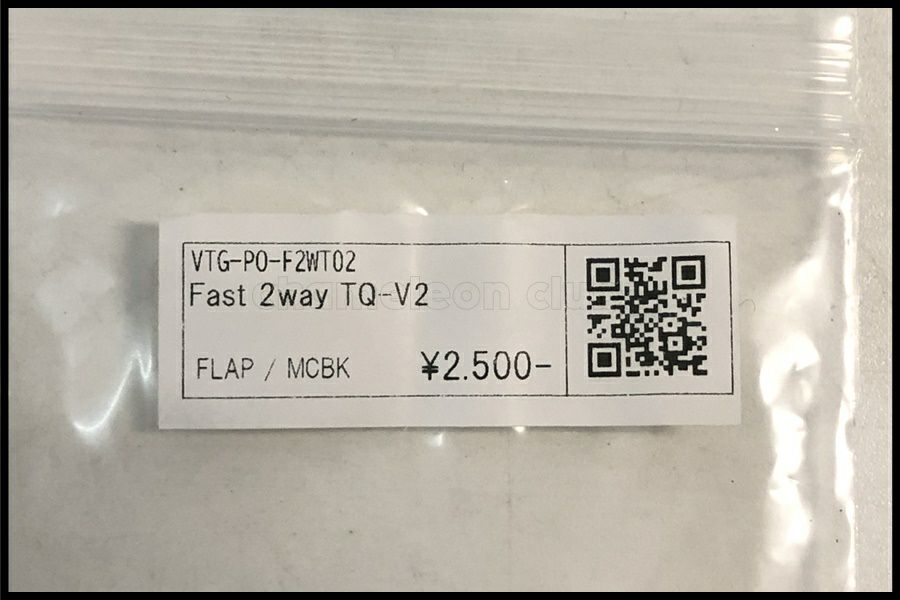 VTG-PO-F2WT02
Fast 2way TQ-V2
FLAP / MCBK
¥2.500-